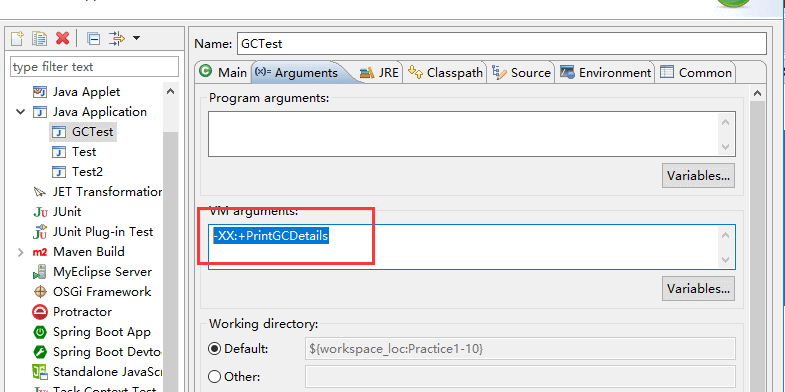 type filter text
Java Applet
Java Application
GCTest
Test
Test2
JET Transformation
JUnit
JUnit Plug-in Test
Maven Build
MyEclipse Server
OSGi Framework
Protractor
Spring Boot App
Spring Boot Devtoo
Standalone JavaScr
Task Context Test
Name: GCTest
Main Arguments JRE Classpath Source Environment Common
Program arguments:
Variables...
VM arguments:
-XX:+PrintGCDetails
Variables...
Working directory:
Default: ${workspace_loc:Practice1-10}
Other: